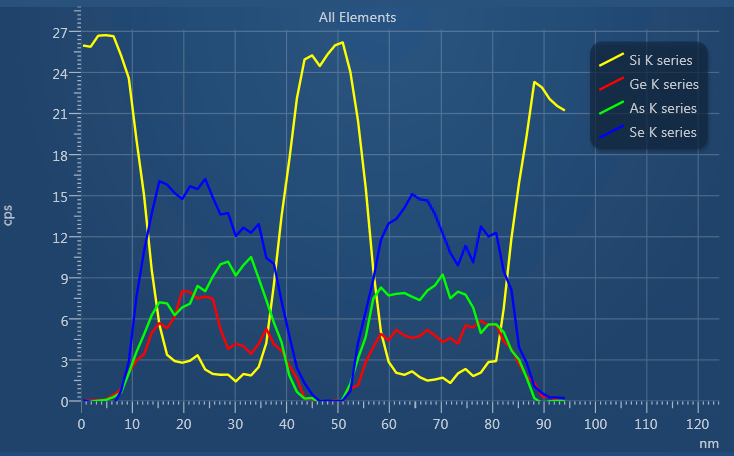 All Elements
27
24
21
18
15
12
9
6
3
0
cps
Si K series
Ge K series
As K series
Se K series
0 10 20 30 40 50 60 70 80 90 100 110 120
nm